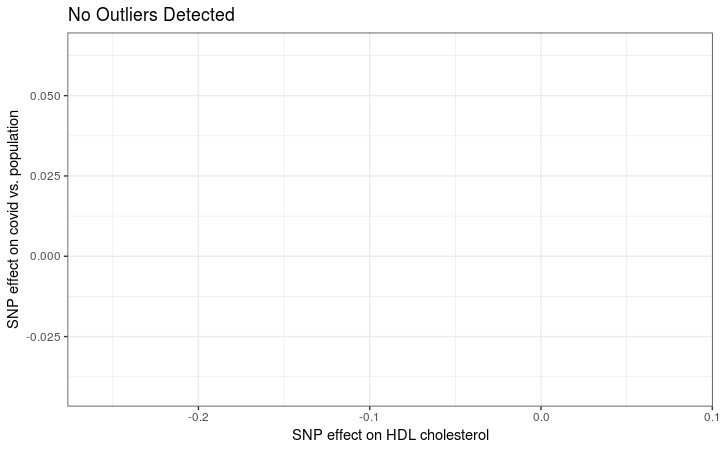 No Outliers Detected
SNP effect on covid vs. population
0.050
0.025
0.000
-0.025
-0.2
-0.1
0.0
0.1
SNP effect on HDL cholesterol